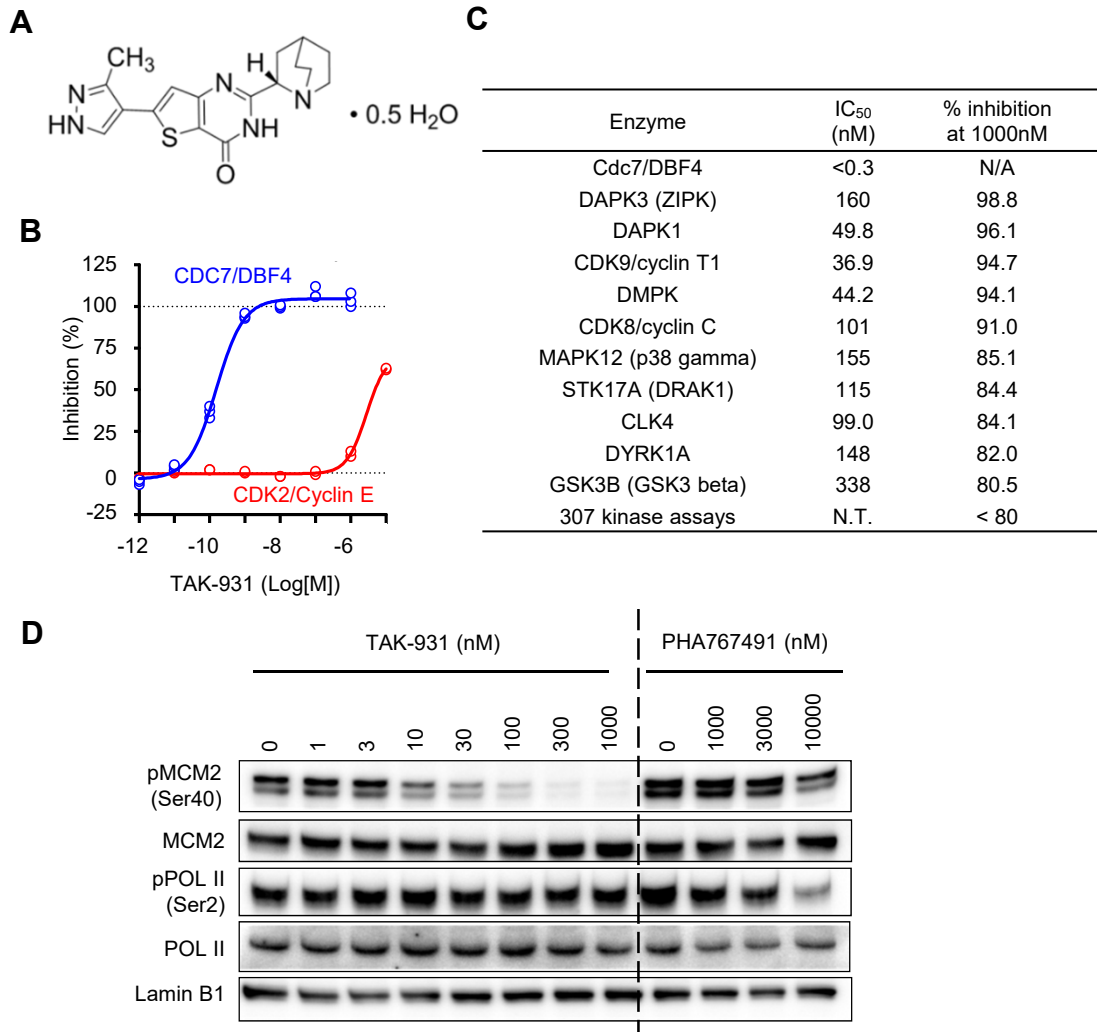 A
CH3
N
HN
S
N
NH
O
H
N
• 0.5 H2O
B
125
100
75
50
25
0
-25
Inhibition (%)
CDC7/DBF4
CDK2/Cyclin E
-12 -10 -8 -6
TAK-931 (Log[M])
C
Enzyme IC50 (nM) % inhibition at 1000nM
Cdc7/DBF4 <0.3 N/A
DAPK3 (ZIPK) 160 98.8
DAPK1 49.8 96.1
CDK9/cyclin T1 36.9 94.7
DMPK 44.2 94.1
CDK8/cyclin C 101 91.0
MAPK12 (p38 gamma) 155 85.1
STK17A (DRAK1) 115 84.4
CLK4 99.0 84.1
DYRK1A 148 82.0
GSK3B (GSK3 beta) 338 80.5
307 kinase assays N.T. < 80
D
TAK-931 (nM) PHA767491 (nM)
0 1 3 10 30 100 300 1000 0 1000 3000 10000
pMCM2
(Ser40)
MCM2
pPOL II
(Ser2)
POL II
Lamin B1